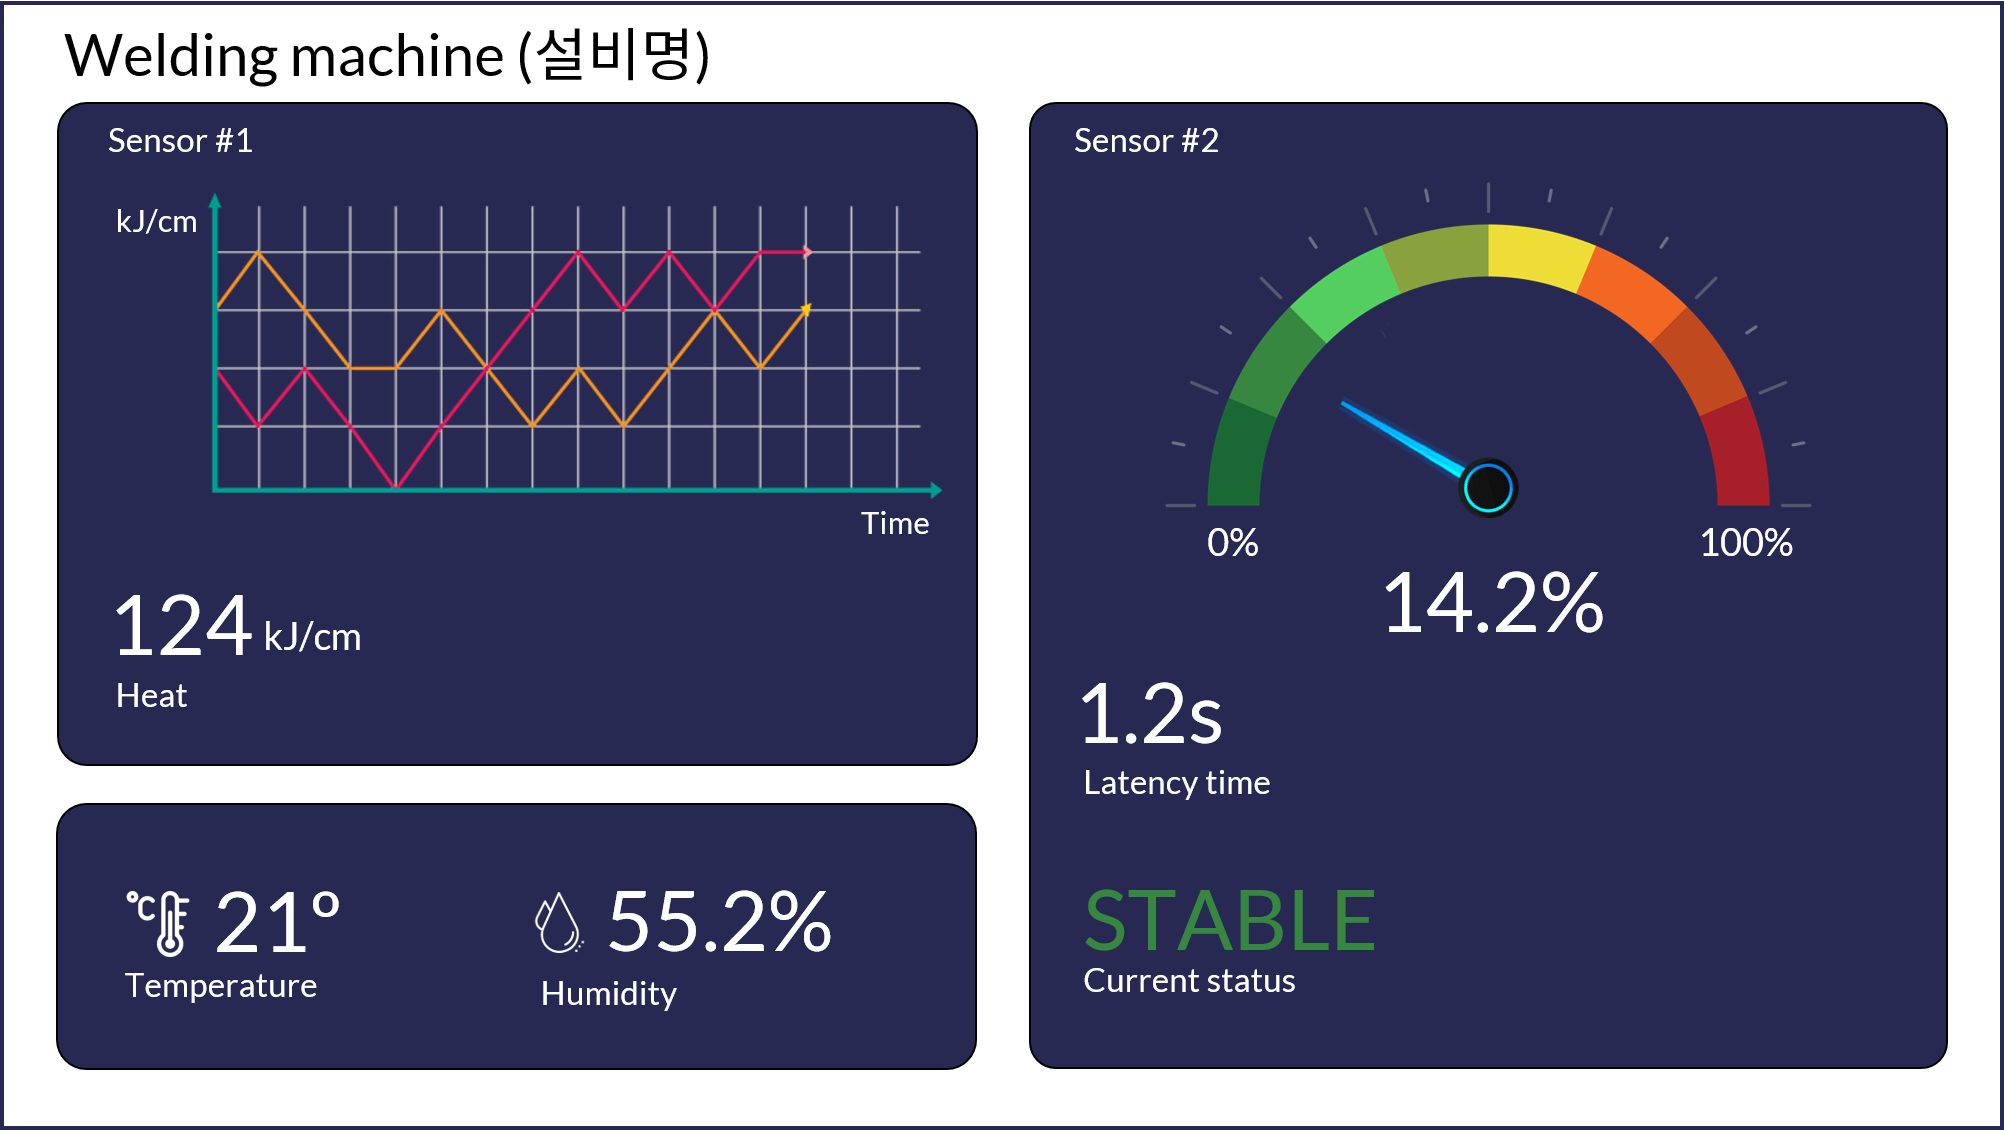 Welding machine (설비명)
Sensor #1
kJ/cm
Time
124 kJ/cm
Heat
°C 21º
Temperature
55.2%
Humidity
Sensor #2
0%
100%
14.2%
1.2s
Latency time
STABLE
Current status